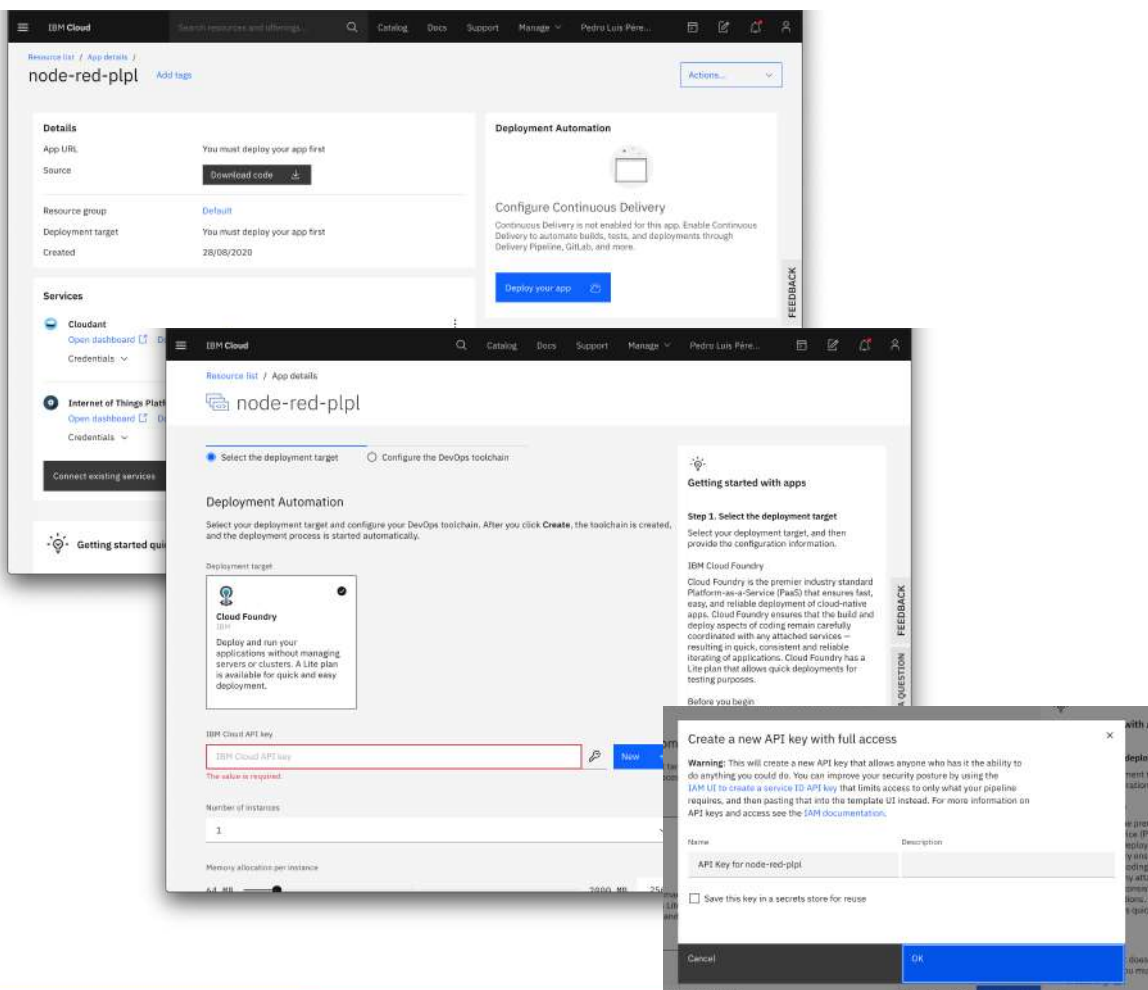 IBM Cloud
Search resources and offerings...
Catalog Docs Support Manage Pedro Luis Pére...
Resource list / App details /
node-red-plpl Add tags
Actions...
Details
App URL You must deploy your app first
Source Download code
Resource group Default
Deployment target You must deploy your app first
Created 28/08/2020
Deployment Automation
Configure Continuous Delivery
Continuous Delivery is not enabled for this app. Enable Continuous
Delivery to automate builds, tests, and deployments through
Delivery Pipeline, GitLab, and more.
Deploy your app
FEEDBACK
Services
Cloudant
Open dashboard
Credentials
Internet of Things Platf
Open dashboard
Credentials
Connect existing services
Getting started qui
IBM Cloud
Catalog Docs Support Manage Pedro Luis Pére...
Resource list / App details
node-red-plpl
Select the deployment target Configure the DevOps toolchain
Deployment Automation
Select your deployment target and configure your DevOps toolchain. After you click Create, the toolchain is created,
and the deployment process is started automatically.
Deployment target
Cloud Foundry
IBM
Deploy and run your
applications without managing
servers or clusters. A Lite plan
is available for quick and easy
deployment.
IBM Cloud API key
IBM Cloud API key
New +
The value is required.
Number of instances
1
Memory allocation per instance
64 MB 2000 MB 256
Getting started with apps
Step 1. Select the deployment target
Select your deployment target, and then
provide the configuration information.
IBM Cloud Foundry
Cloud Foundry is the premier industry standard
Platform-as-a-Service (PaaS) that ensures fast,
easy, and reliable deployment of cloud-native
apps. Cloud Foundry ensures that the build and
deploy aspects of coding remain carefully
coordinated with any attached services —
resulting in quick, consistent and reliable
iterating of applications. Cloud Foundry has a
Lite plan that allows quick deployments for
testing purposes.
Before you begin
FEEDBACK
A QUESTION
Create a new API key with full access
Warning: This will create a new API key that allows anyone who has it the ability to
do anything you could do. You can improve your security posture by using the
IAM UI to create a service ID API key that limits access to only what your pipeline
requires, and then pasting that into the template UI instead. For more information on
API keys and access see the IAM documentation.
Name Description
API Key for node-red-plpl
Save this key in a secrets store for reuse
Cancel OK